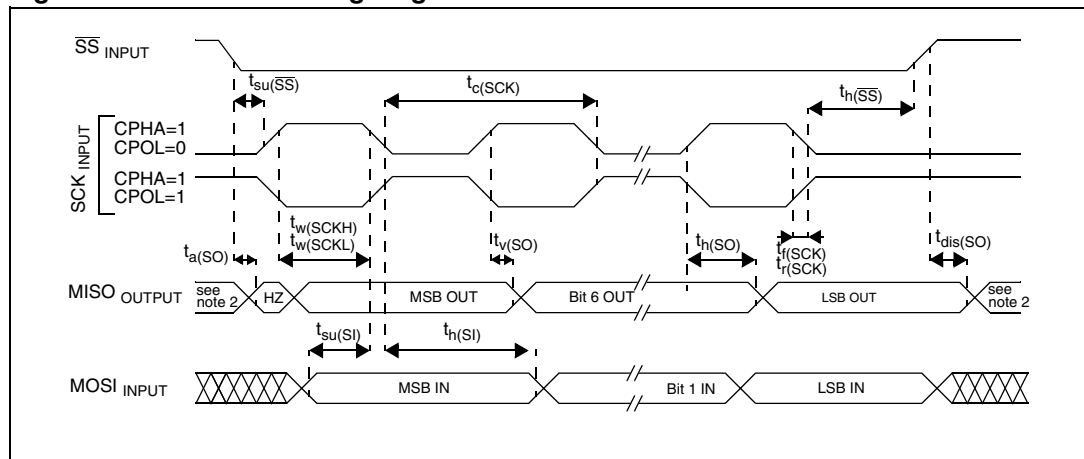 SS INPUT
tsu(SS)
tc(SCK)
th(SS)
SCK INPUT
CPHA=1
CPOL=0
CPHA=1
CPOL=1
tw(SCKH)
tw(SCKL)
ta(SO)
tv(SO)
th(SO)
tf(SCK)
tr(SCK)
tdis(SO)
MISO OUTPUT
see
note 2
HZ
MSB OUT
Bit 6 OUT
LSB OUT
see
note 2
tsu(SI)
th(SI)
MOSI INPUT
MSB IN
Bit 1 IN
LSB IN